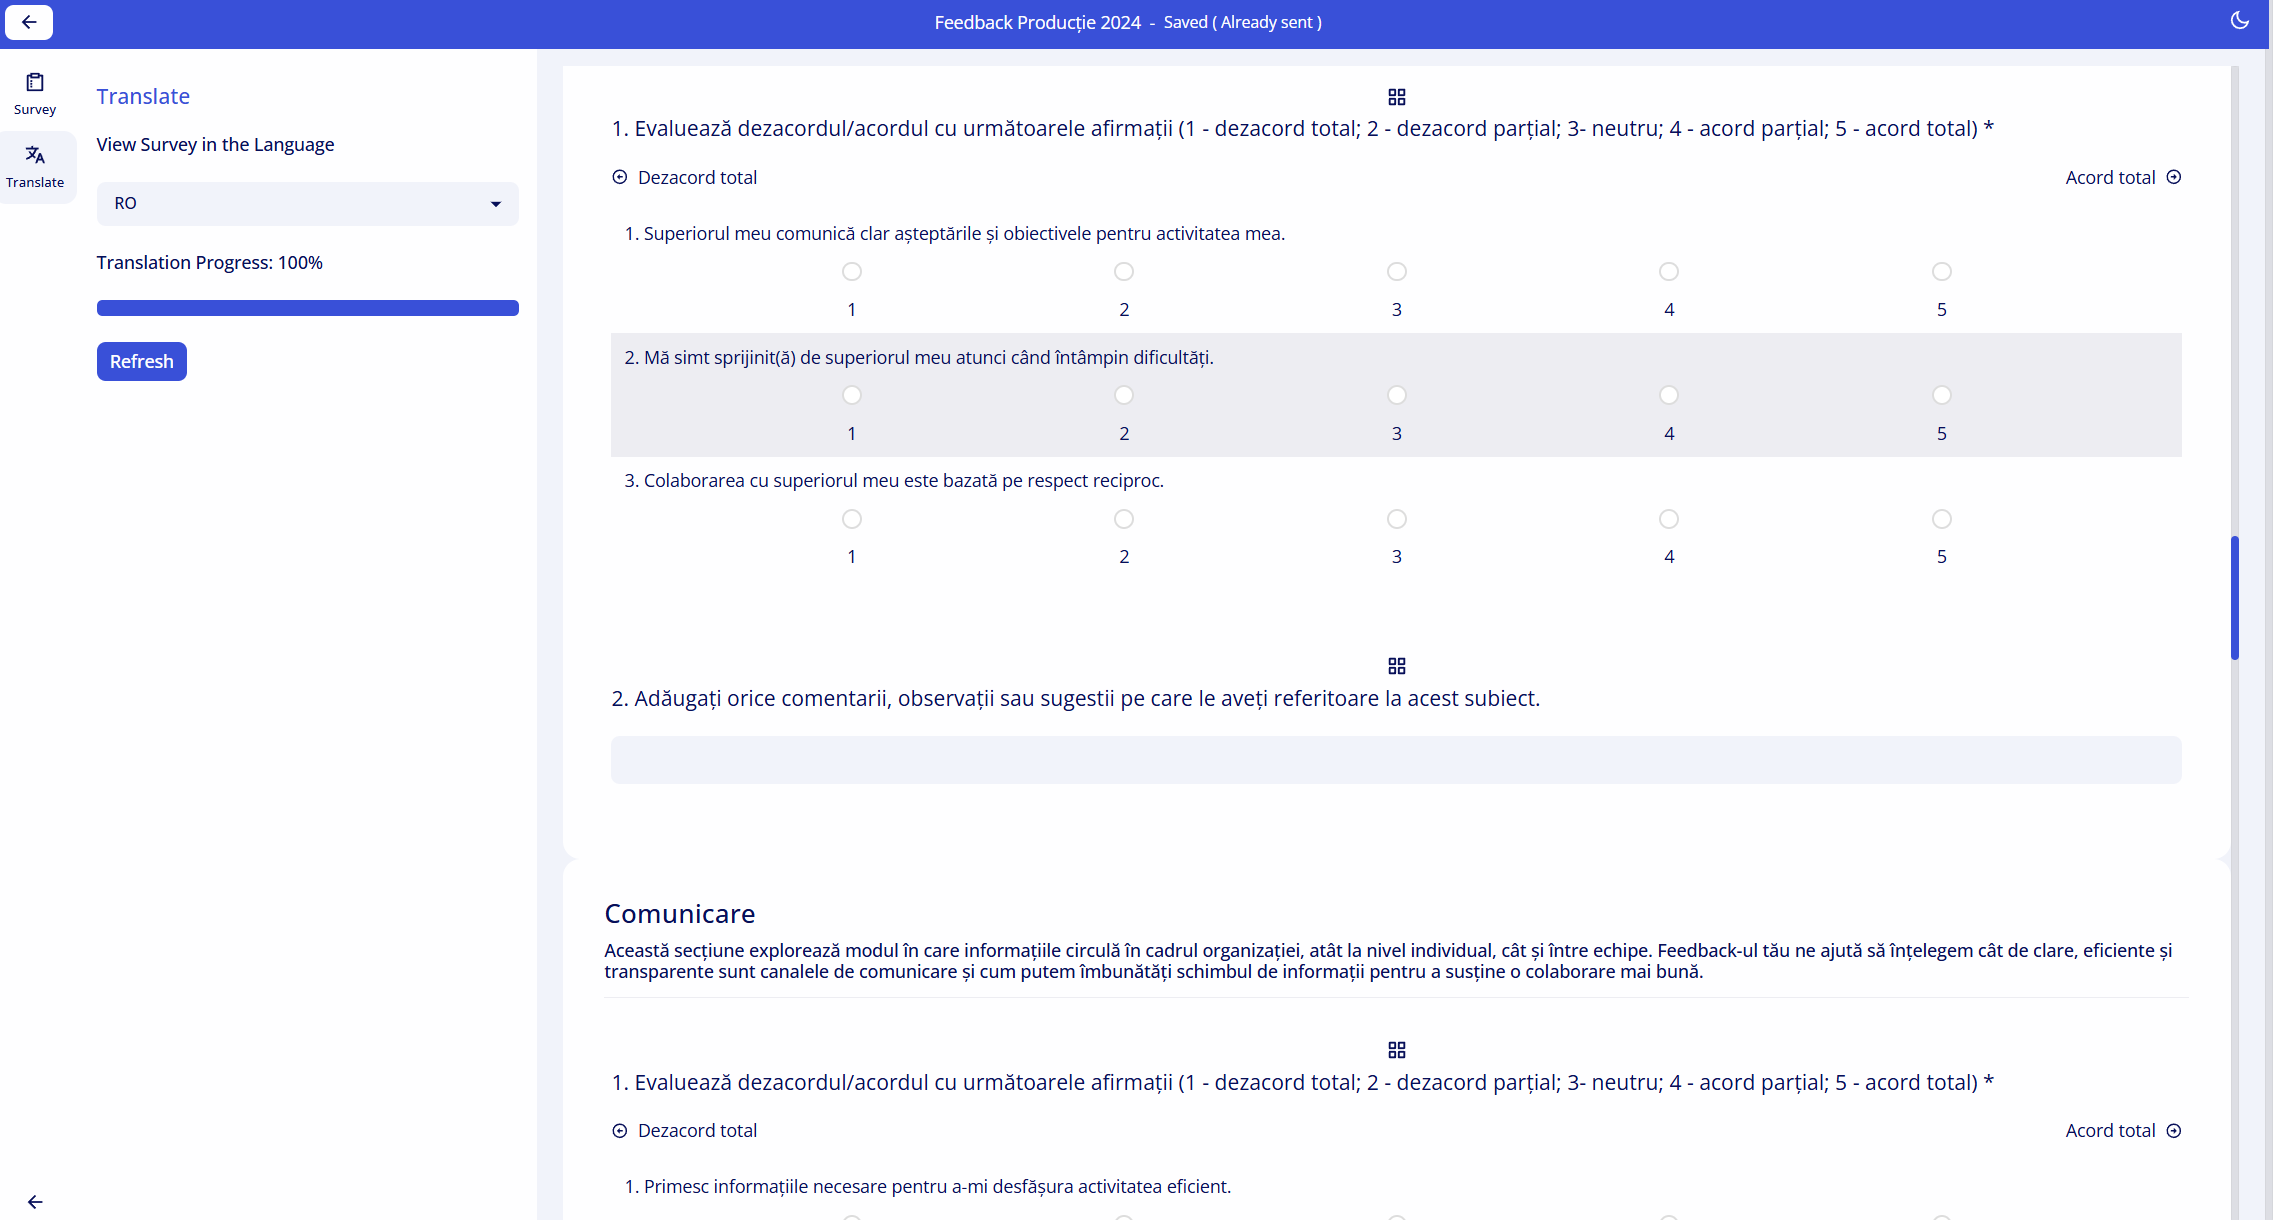 Feedback Producție 2024 - Saved ( Already sent )
Survey
Translate
Translate
View Survey in the Language
RO
Translation Progress: 100%
Refresh
1. Evaluează dezacordul/acordul cu următoarele afirmații (1 - dezacord total; 2 - dezacord parțial; 3- neutru; 4 - acord parțial; 5 - acord total) *
Dezacord total
Acord total
1. Superiorul meu comunică clar așteptările și obiectivele pentru activitatea mea.
1 2 3 4 5
2. Mă simt sprijinit(ă) de superiorul meu atunci când întâmpin dificultăți.
1 2 3 4 5
3. Colaborarea cu superiorul meu este bazată pe respect reciproc.
1 2 3 4 5
2. Adăugați orice comentarii, observații sau sugestii pe care le aveți referitoare la acest subiect.
Comunicare
Această secțiune explorează modul în care informațiile circulă în cadrul organizației, atât la nivel individual, cât și între echipe. Feedback-ul tău ne ajută să înțelegem cât de clare, eficiente și
transparente sunt canalele de comunicare și cum putem îmbunătăți schimbul de informații pentru a susține o colaborare mai bună.
1. Evaluează dezacordul/acordul cu următoarele afirmații (1 - dezacord total; 2 - dezacord parțial; 3- neutru; 4 - acord parțial; 5 - acord total) *
Dezacord total
Acord total
1. Primesc informațiile necesare pentru a-mi desfășura activitatea eficient.